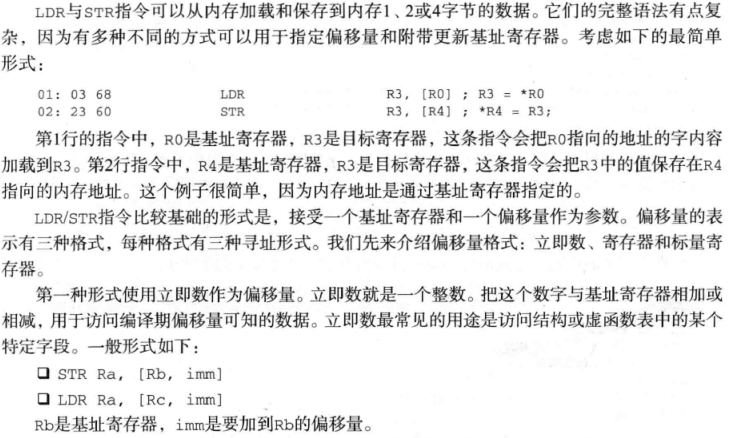 LDR与STR指令可以从内存加载和保存到内存1、2或4字节的数据。它们的完整语法有点复
杂，因为有多种不同的方式可以用于指定偏移量和附带更新基址寄存器。考虑如下的最简单
形式：
01: 03 68 LDR R3, [R0] ; R3 = *R0
02: 23 60 STR R3, [R4] ; *R4 = R3;
第1行的指令中，R0是基址寄存器，R3是目标寄存器，这条指令会把R0指向的地址的字内容
加载到R3。第2行指令中，R4是基址寄存器，R3是目标寄存器，这条指令会把R3中的值保存在R4
指向的内存地址。这个例子很简单，因为内存地址是通过基址寄存器指定的。
LDR/STR指令比较基础的形式是，接受一个基址寄存器和一个偏移量作为参数。偏移量的表
示有三种格式，每种格式有三种寻址形式。我们先来介绍偏移量格式：立即数、寄存器和标量寄
存器。
第一种形式使用立即数作为偏移量。立即数就是一个整数。把这个数字与基址寄存器相加或
相减，用于访问编译期偏移量可知的数据。立即数最常见的用途是访问结构或虚函数表中的某个
特定字段。一般形式如下：
❑ STR Ra, [Rb, imm]
❑ LDR Ra, [Rc, imm]
Rb是基址寄存器，imm是要加到Rb的偏移量。